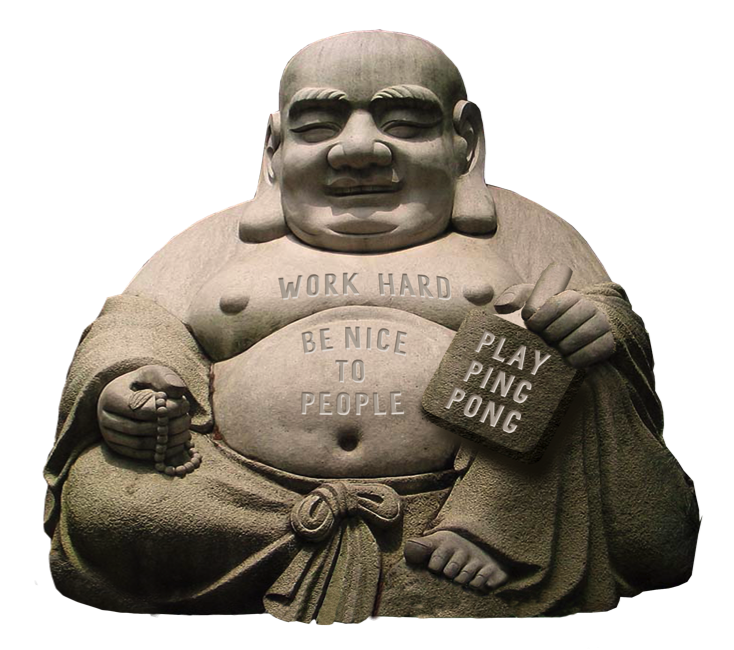 WORK HARD
BE NICE
TO
PEOPLE
PLAY
PING
PONG